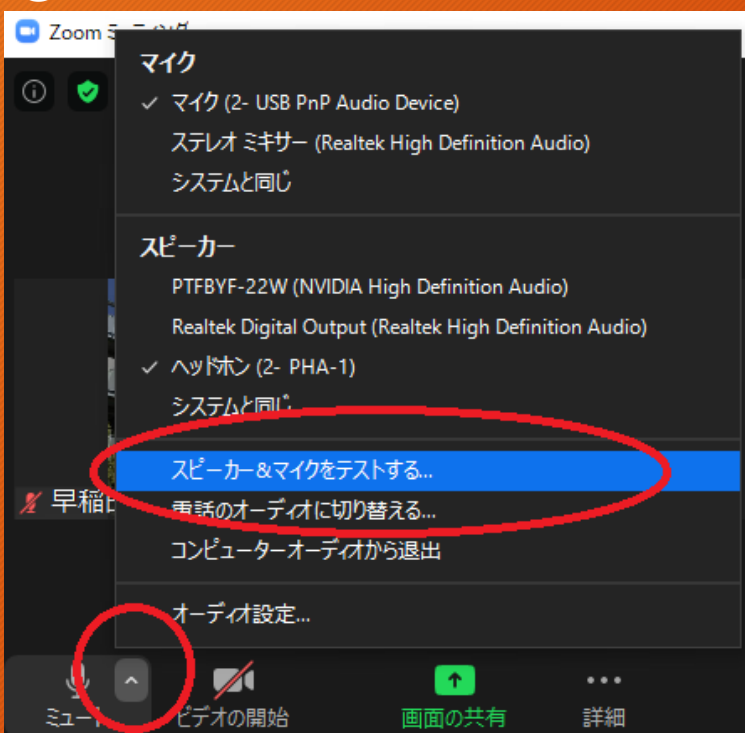 Zoom
マイク
マイク (2- USB PnP Audio Device)
ステレオ ミキサー (Realtek High Definition Audio)
システムと同じ
スピーカー
PTFBYF-22W (NVIDIA High Definition Audio)
Realtek Digital Output (Realtek High Definition Audio)
ヘッドホン (2- PHA-1)
システムと同じ
スピーカー&マイクをテストする...
電話のオーディオに切り替える...
早稲
コンピューターオーディオから退出
オーディオ設定...
ミュート
ビデオの開始
画面の共有
詳細